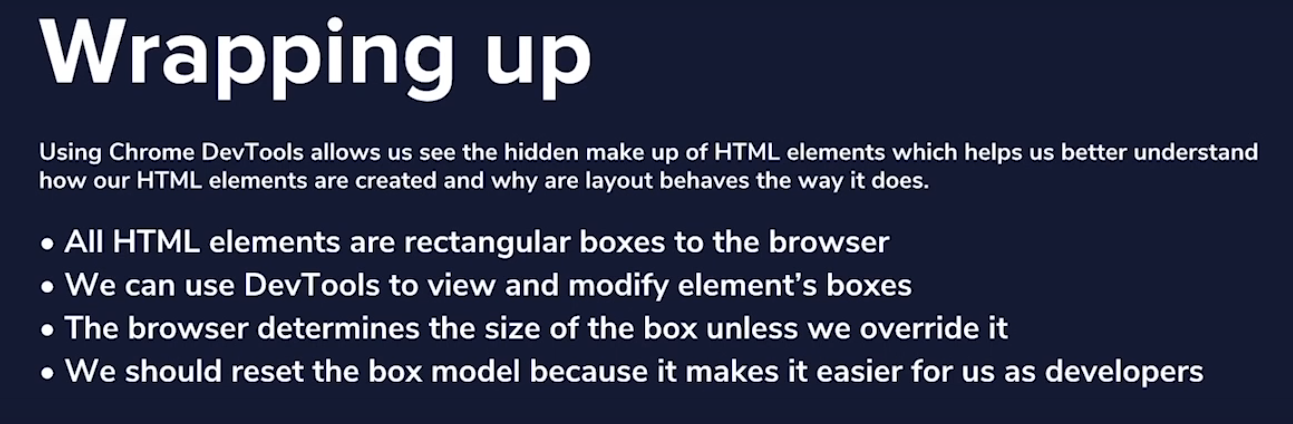 Wrapping up
Using Chrome DevTools allows us see the hidden make up of HTML elements which helps us better understand
how our HTML elements are created and why are layout behaves the way it does.
• All HTML elements are rectangular boxes to the browser
• We can use DevTools to view and modify element’s boxes
• The browser determines the size of the box unless we override it
• We should reset the box model because it makes it easier for us as developers